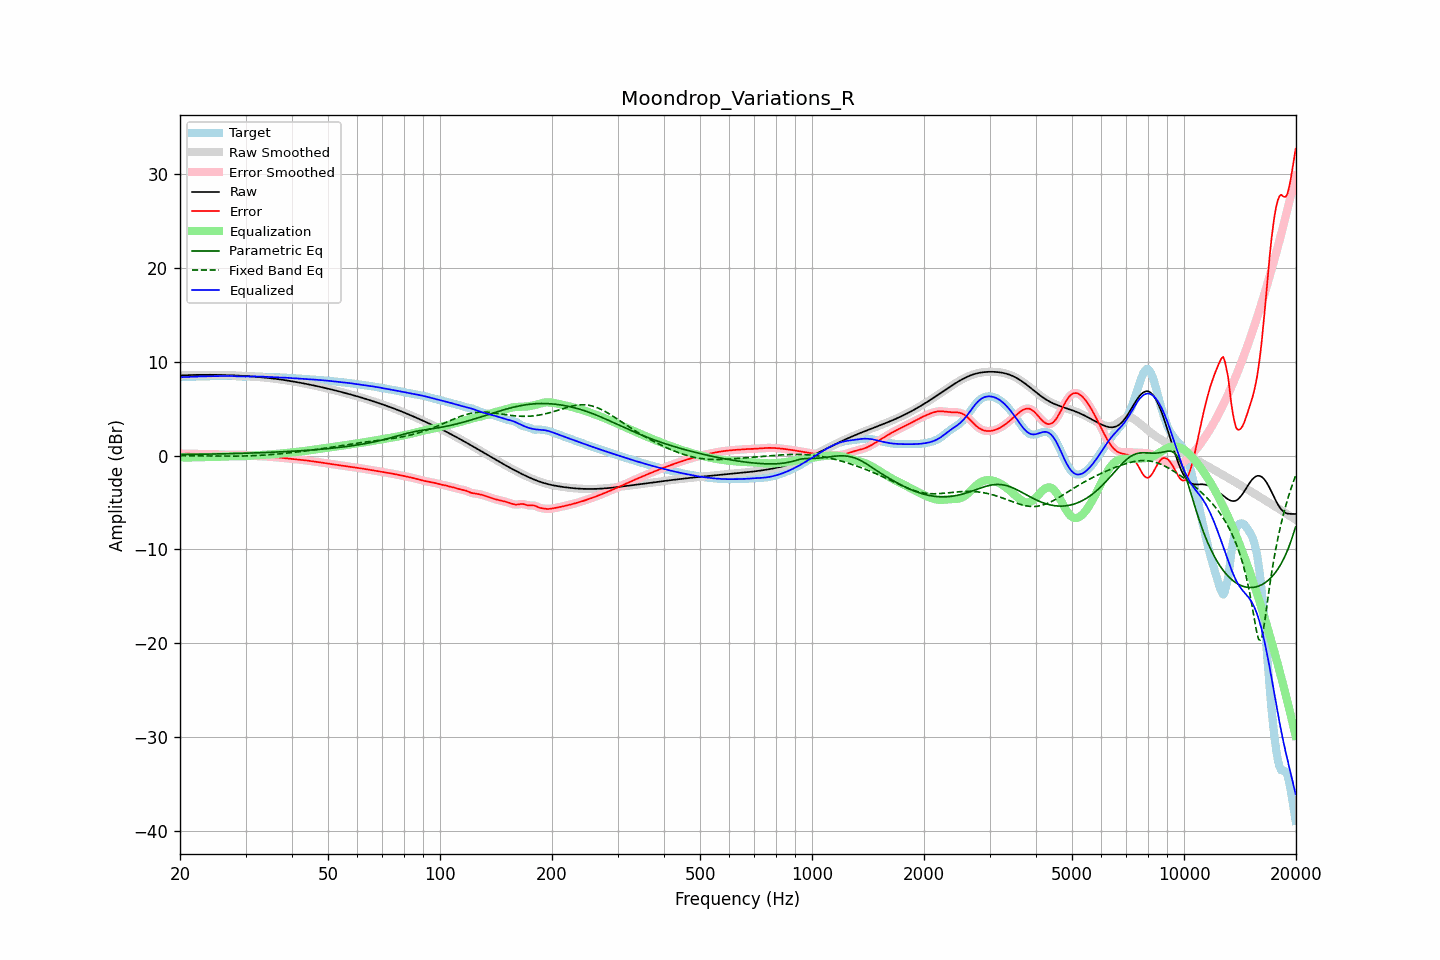 Moondrop_Variations_R
Target
Raw Smoothed
Error Smoothed
Raw
Error
Equalization
Parametric Eq
Fixed Band Eq
Equalized
30
20
10
0
−10
−20
−30
−40
Amplitude (dBr)
20
50
100
200
500
1000
2000
5000
10000
20000
Frequency (Hz)